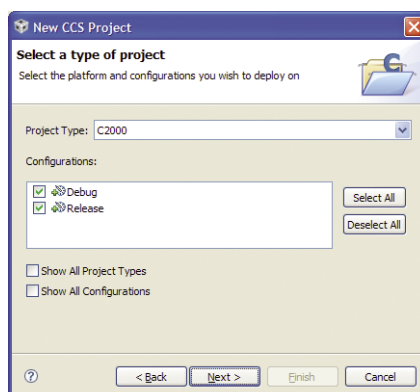 New CCS Project
Select a type of project
Select the platform and configurations you wish to deploy on
Project Type: C2000
Configurations:
Debug
Release
Select All
Deselect All
Show All Project Types
Show All Configurations
< Back Next > Finish Cancel